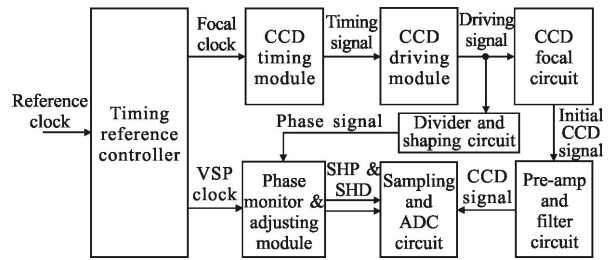 Reference
clock
Timing
reference
controller
Focal
clock
CCD
timing
module
Timing
signal
CCD
driving
module
Driving
signal
CCD
focal
circuit
Phase signal
Divider and
shaping circuit
Initial
CCD
signal
VSP
clock
Phase
monitor &
adjusting
module
SHP &
SHD
Sampling
and
ADC
circuit
CCD
signal
Pre-amp
and
filter
circuit